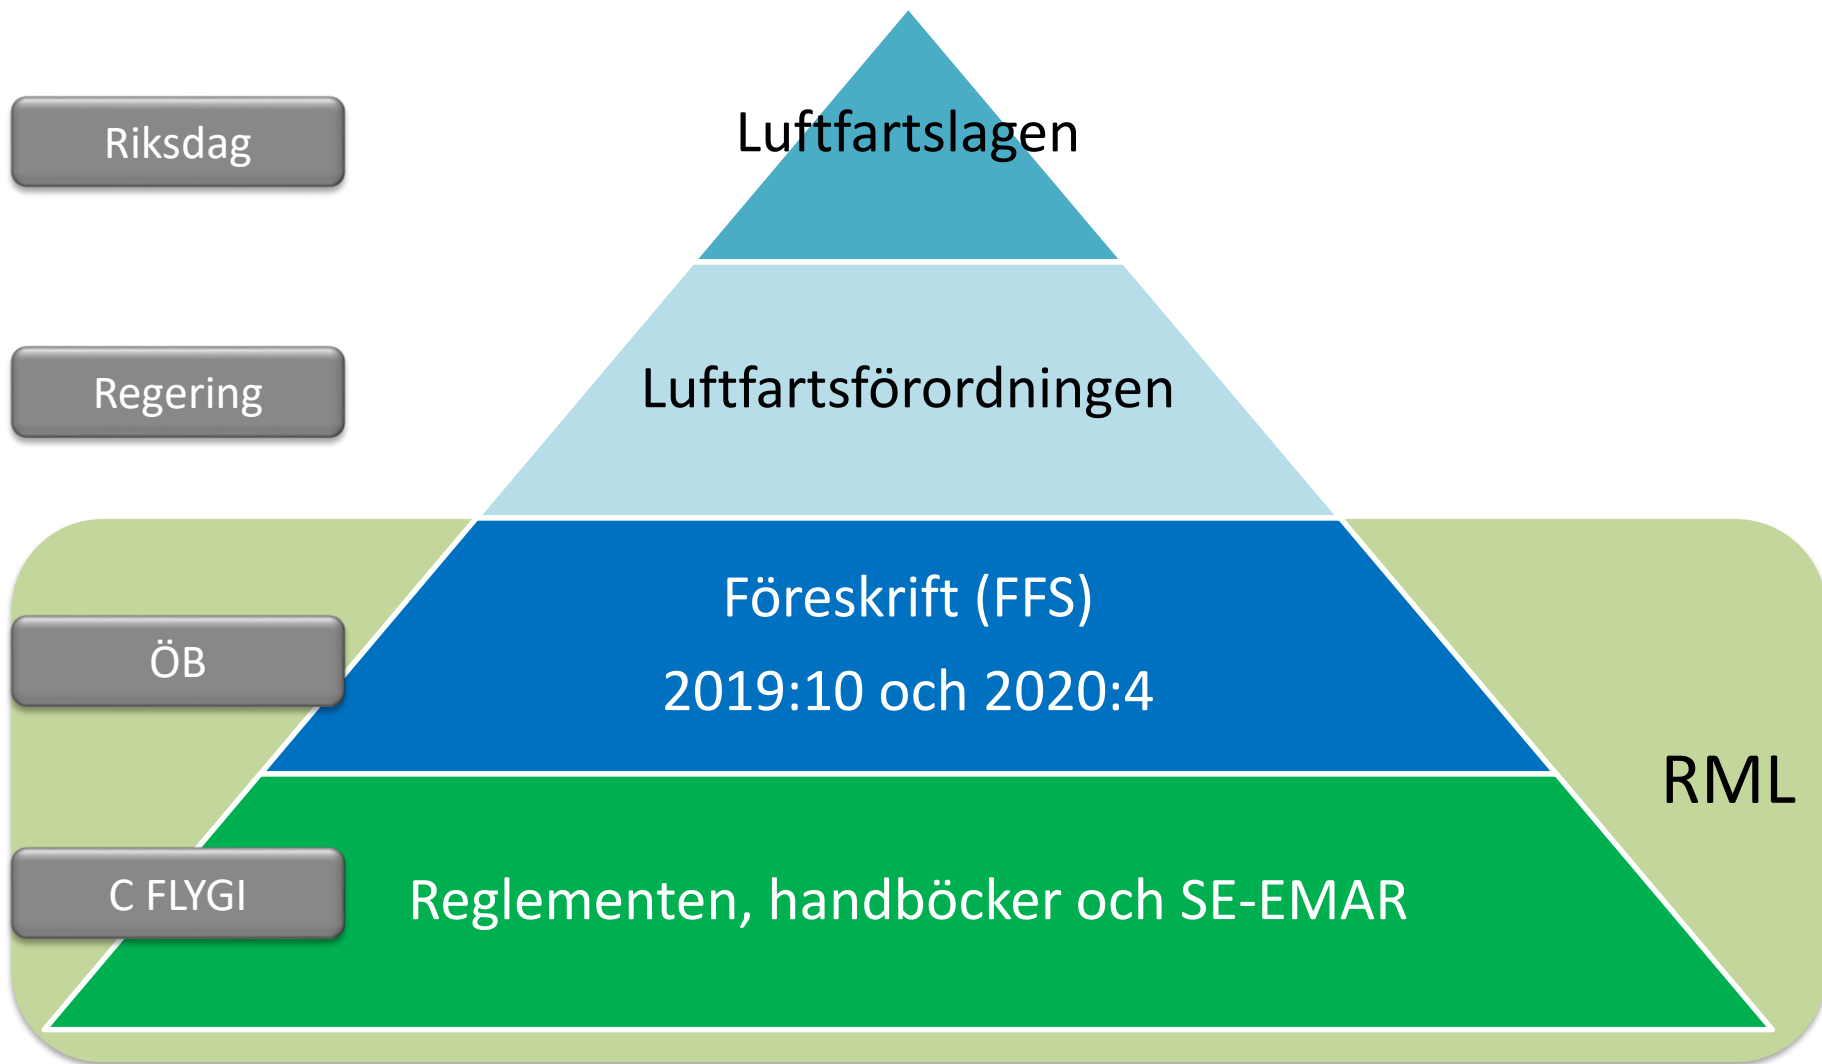 Riksdag
Luftfartslagen
Regering
Luftfartsförordningen
ÖB
Föreskrift (FFS)
2019:10 och 2020:4
RML
C FLYGI
Reglementen, handböcker och SE-EMAR